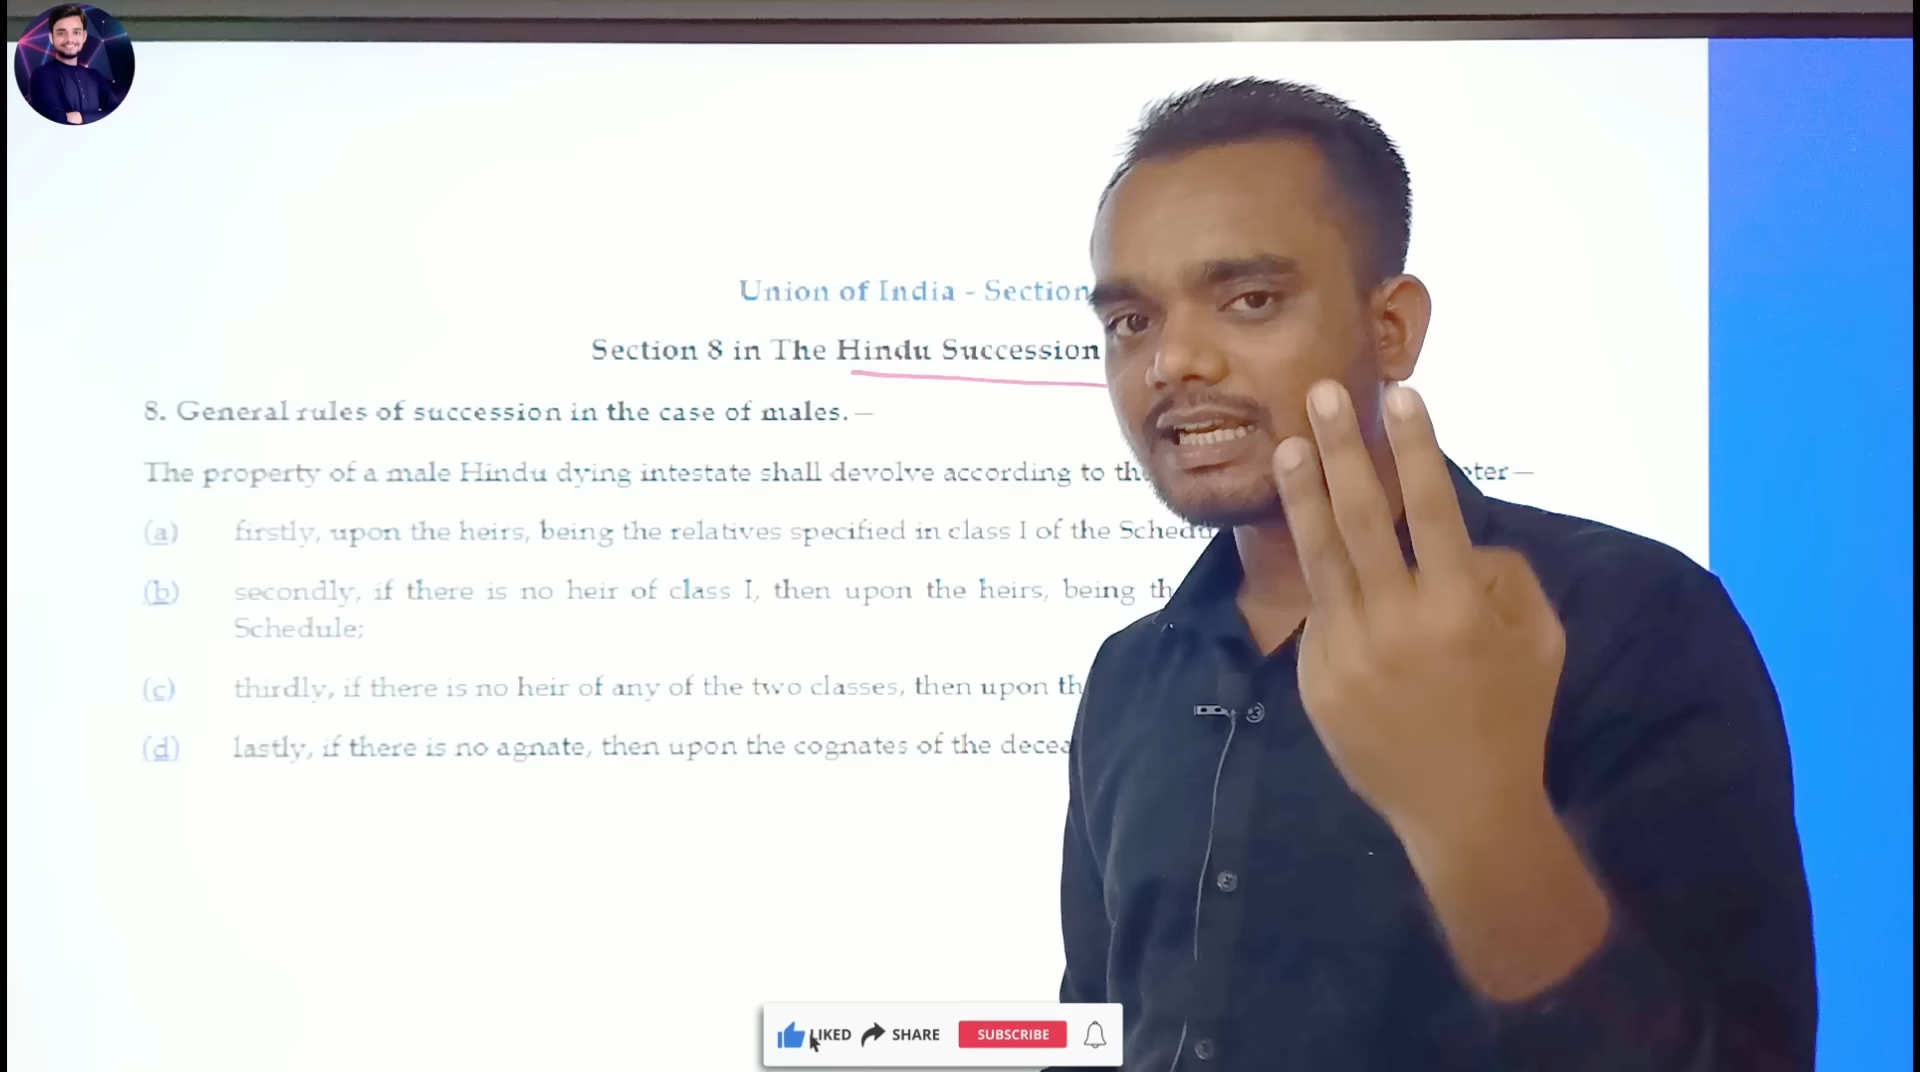 Union of India - Section
Section 8 in The Hindu Succession
8. General rules of succession in the case of males.—
The property of a male Hindu dying intestate shall devolve according to th ter—
(a) firstly, upon the heirs, being the relatives specified in class I of the Schedu
(b) secondly, if there is no heir of class I, then upon the heirs, being th
Schedule;
(c) thirdly, if there is no heir of any of the two classes, then upon th
(d) lastly, if there is no agnate, then upon the cognates of the decea
LIKED SHARE SUBSCRIBE